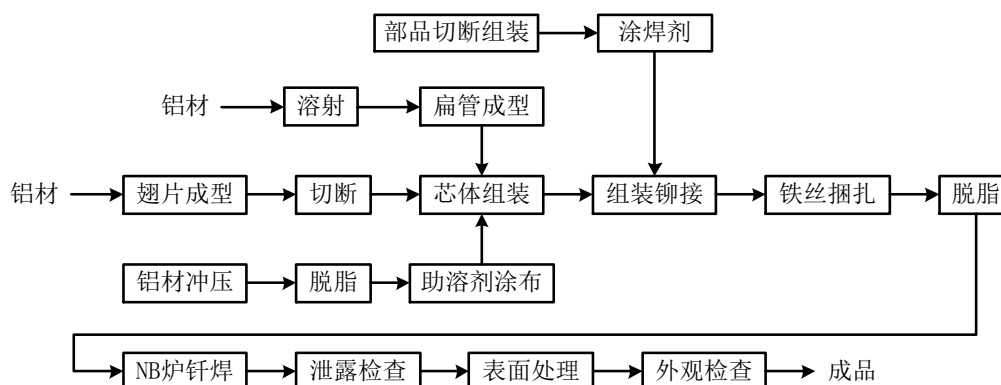 部品切断组装
涂焊剂
铝材
溶射
扁管成型
铝材
翅片成型
切断
芯体组装
组装铆接
铁丝捆扎
脱脂
铝材冲压
脱脂
助溶剂涂布
NB炉钎焊
泄露检查
表面处理
外观检查
成品